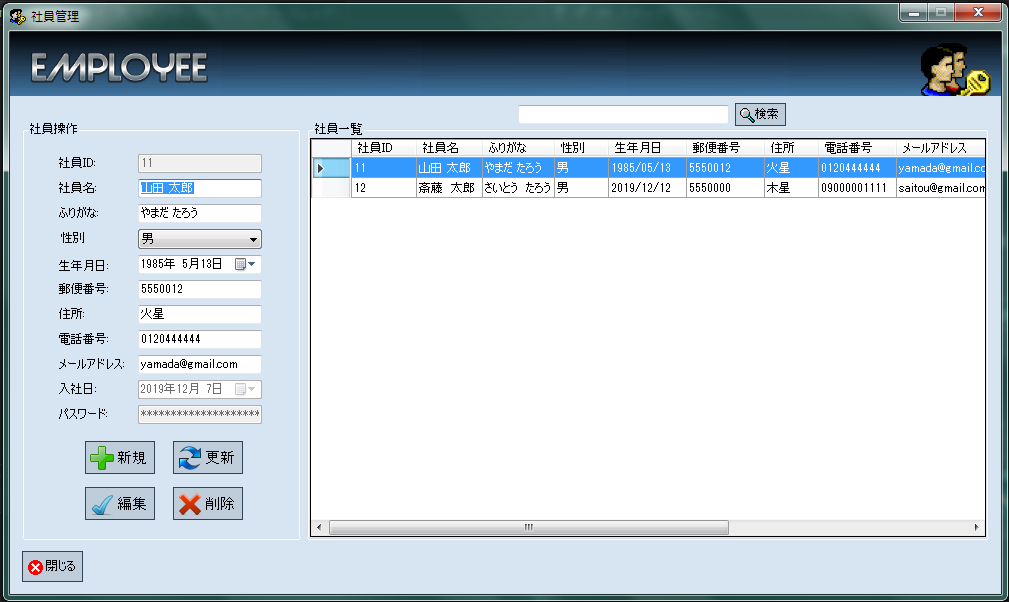 社員管理
EMPLOYEE
検索
社員操作
社員ID: 11
社員名: 山田 太郎
ふりがな: やまだ たろう
性別 男
生年月日: 1985年 5月13日
郵便番号: 5550012
住所: 火星
電話番号: 0120444444
メールアドレス: yamada@gmail.com
入社日: 2019年12月 7日
パスワード: ********************
新規 更新
編集 削除
閉じる
社員一覧
社員ID 社員名 ふりがな 性別 生年月日 郵便番号 住所 電話番号 メールアドレス
11 山田 太郎 やまだ たろう 男 1985/05/13 5550012 火星 0120444444 yamada@gmail.cc
12 斎藤 太郎 さいとう たろう 男 2019/12/12 5550000 木星 09000001111 saitou@gmail.com